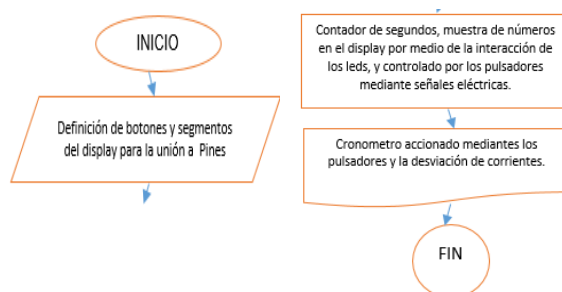 INICIO
Definición de botones y segmentos
del display para la unión a Pines
Contador de segundos, muestra de números
en el display por medio de la interacción de
los leds, y controlado por los pulsadores
mediante señales eléctricas.
Cronometro accionado mediantes los
pulsadores y la desviación de corrientes.
FIN